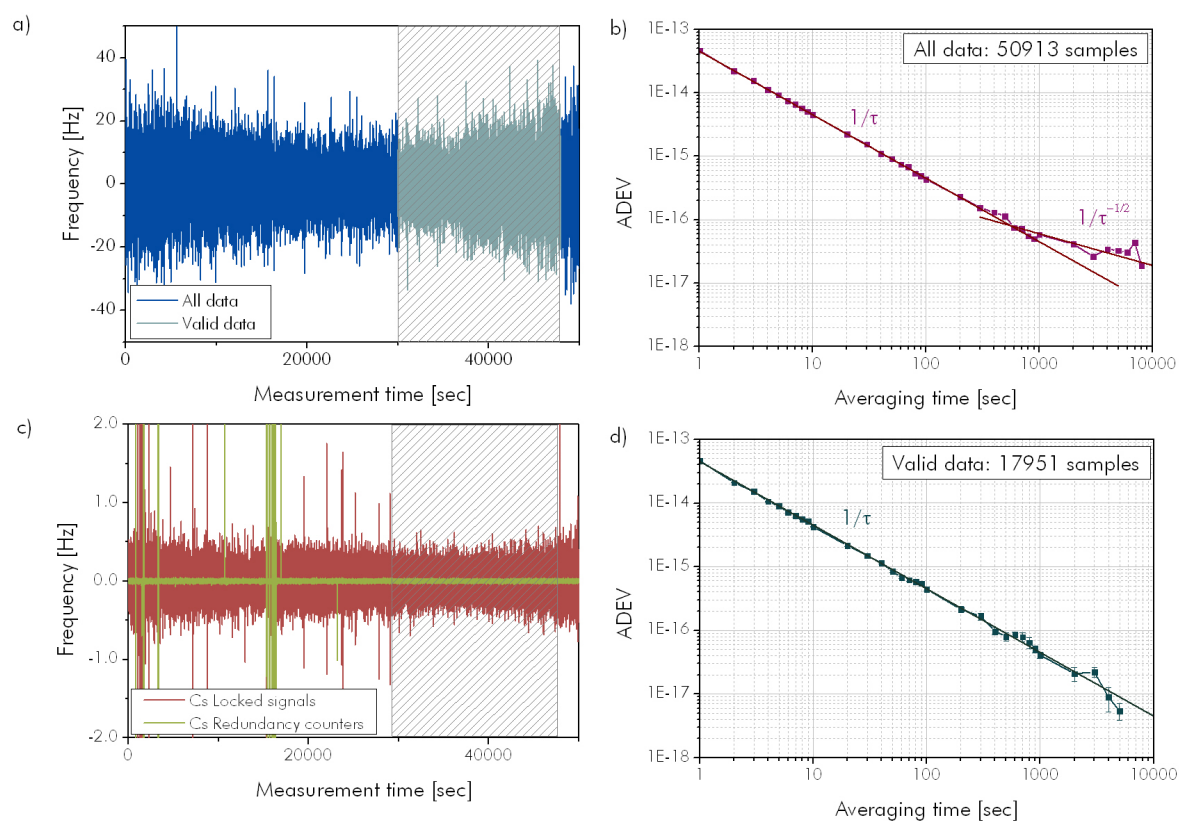 a)
Frequency [Hz]
40
20
0
-20
-40
All data
Valid data
0
20000
40000
Measurement time [sec]
b)
ADEV
1E-13
1E-14
1E-15
1E-16
1E-17
1E-18
All data: 50913 samples
1/τ
1/τ^-1/2
1
10
100
1000
10000
Averaging time [sec]
c)
Frequency [Hz]
2.0
1.0
0.0
-1.0
-2.0
Cs Locked signals
Cs Redundancy counters
0
20000
40000
Measurement time [sec]
d)
ADEV
1E-13
1E-14
1E-15
1E-16
1E-17
1E-18
Valid data: 17951 samples
1/τ
1
10
100
1000
10000
Averaging time [sec]